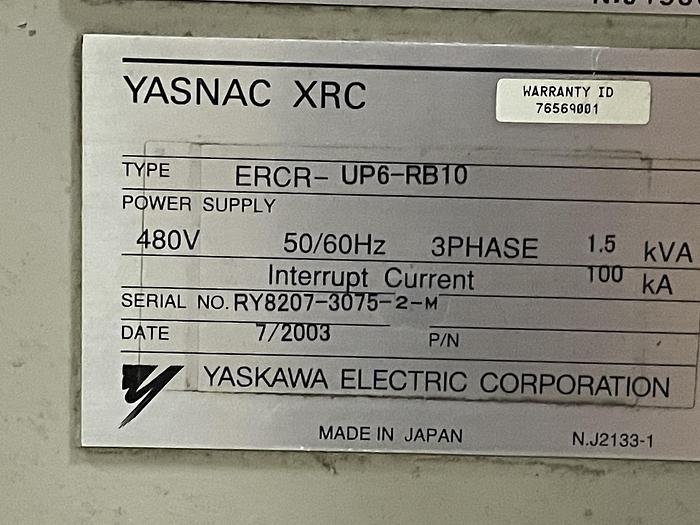 YASNAC XRC
WARRANTY ID
76569001
TYPE ERCR- UP6-RB10
POWER SUPPLY
480V 50/60Hz 3PHASE 1.5 kVA
Interrupt Current 100 kA
SERIAL NO. RY8207-3075-2-M
DATE 7/2003 P/N
YASKAWA ELECTRIC CORPORATION
MADE IN JAPAN N.J2133-1